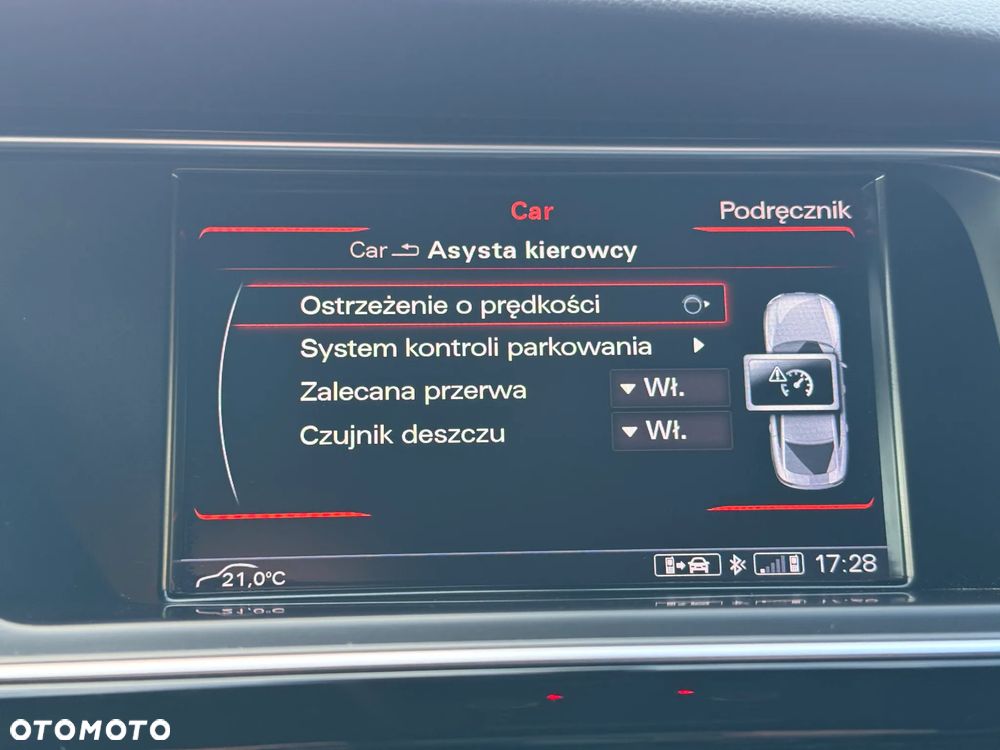 Car
Podręcznik
Car Asysta kierowcy
Ostrzeżenie o prędkości
System kontroli parkowania
Zalecana przerwa Wł.
Czujnik deszczu Wł.
21,0°C
17:28
OTOMOTO